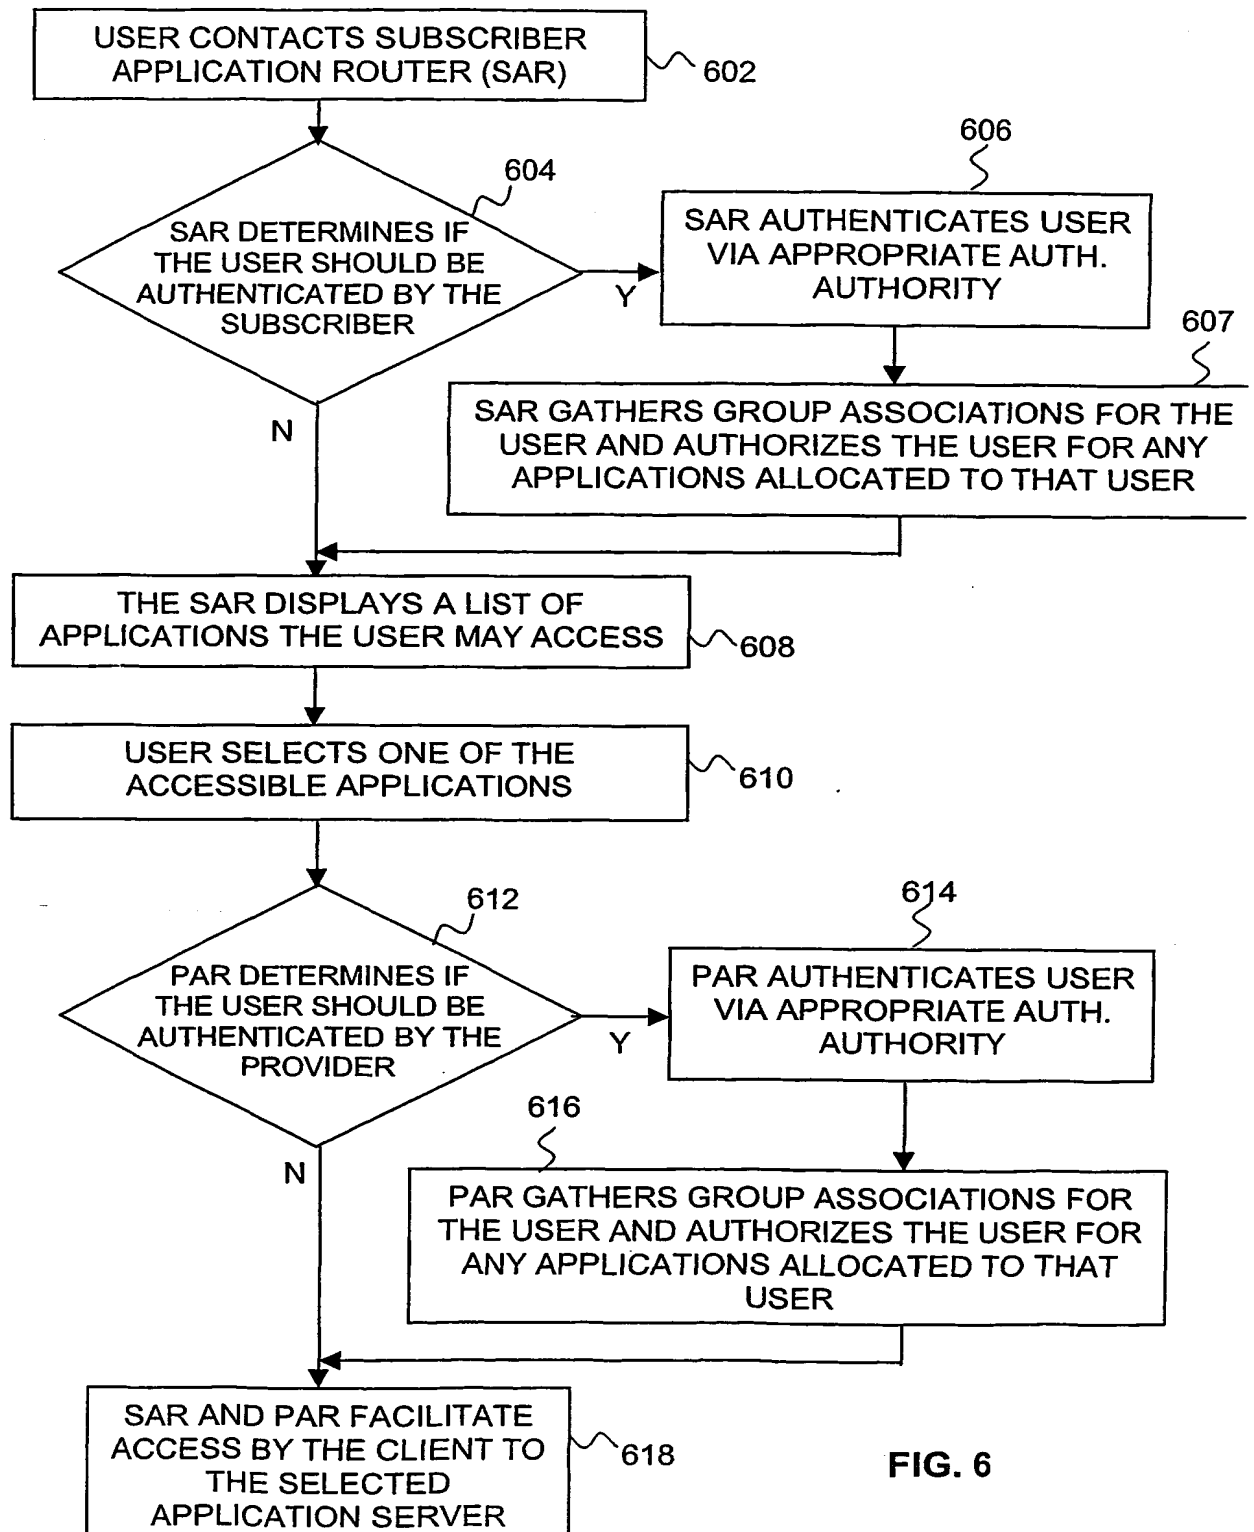 USER CONTACTS SUBSCRIBER
APPLICATION ROUTER (SAR)
602
606
604
SAR DETERMINES IF
THE USER SHOULD BE
AUTHENTICATED BY THE
SUBSCRIBER
Y
SAR AUTHENTICATES USER
VIA APPROPRIATE AUTH.
AUTHORITY
607
N
SAR GATHERS GROUP ASSOCIATIONS FOR THE
USER AND AUTHORIZES THE USER FOR ANY
APPLICATIONS ALLOCATED TO THAT USER
THE SAR DISPLAYS A LIST OF
APPLICATIONS THE USER MAY ACCESS
608
USER SELECTS ONE OF THE
ACCESSIBLE APPLICATIONS
610
612
614
PAR DETERMINES IF
THE USER SHOULD BE
AUTHENTICATED BY THE
PROVIDER
Y
PAR AUTHENTICATES USER
VIA APPROPRIATE AUTH.
AUTHORITY
616
N
PAR GATHERS GROUP ASSOCIATIONS FOR
THE USER AND AUTHORIZES THE USER FOR
ANY APPLICATIONS ALLOCATED TO THAT
USER
SAR AND PAR FACILITATE
ACCESS BY THE CLIENT TO
THE SELECTED
APPLICATION SERVER
618
FIG. 6